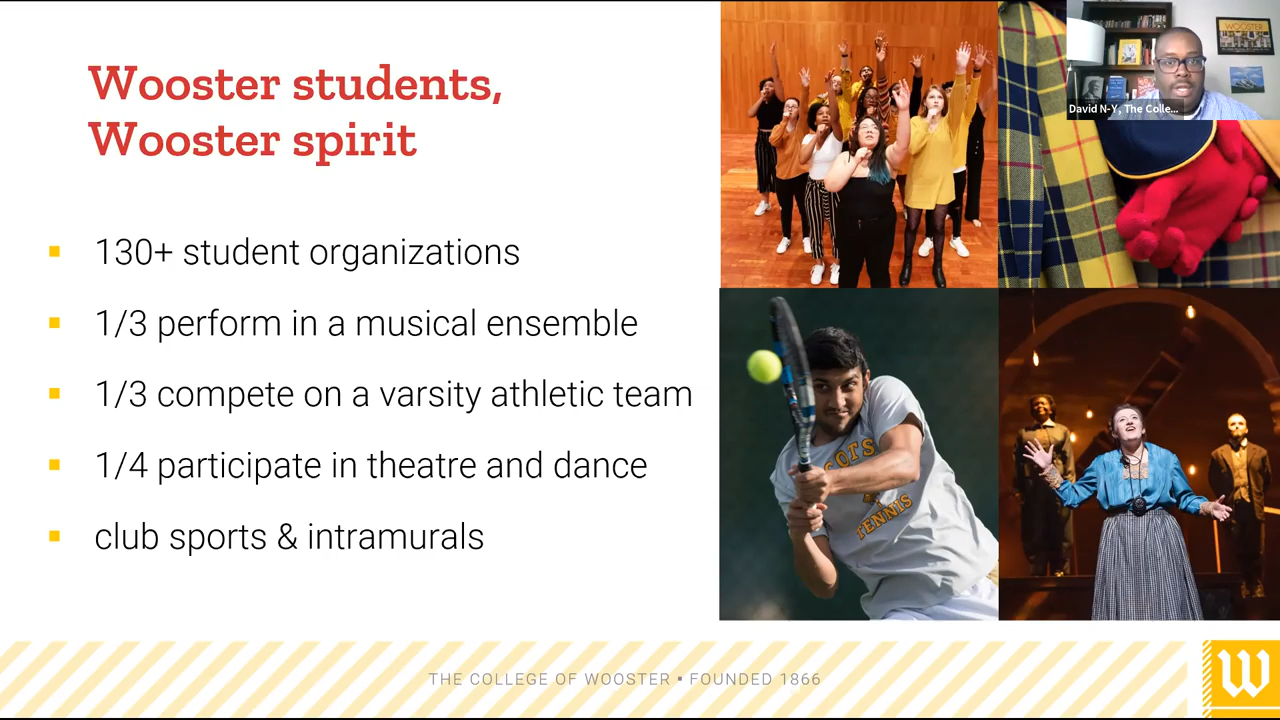 Wooster students,
Wooster spirit
▪ 130+ student organizations
▪ 1/3 perform in a musical ensemble
▪ 1/3 compete on a varsity athletic team
▪ 1/4 participate in theatre and dance
▪ club sports & intramurals
WOOSTER
David N-Y, The Colle...
SCOTS
TENNIS
THE COLLEGE OF WOOSTER ▪ FOUNDED 1866
W